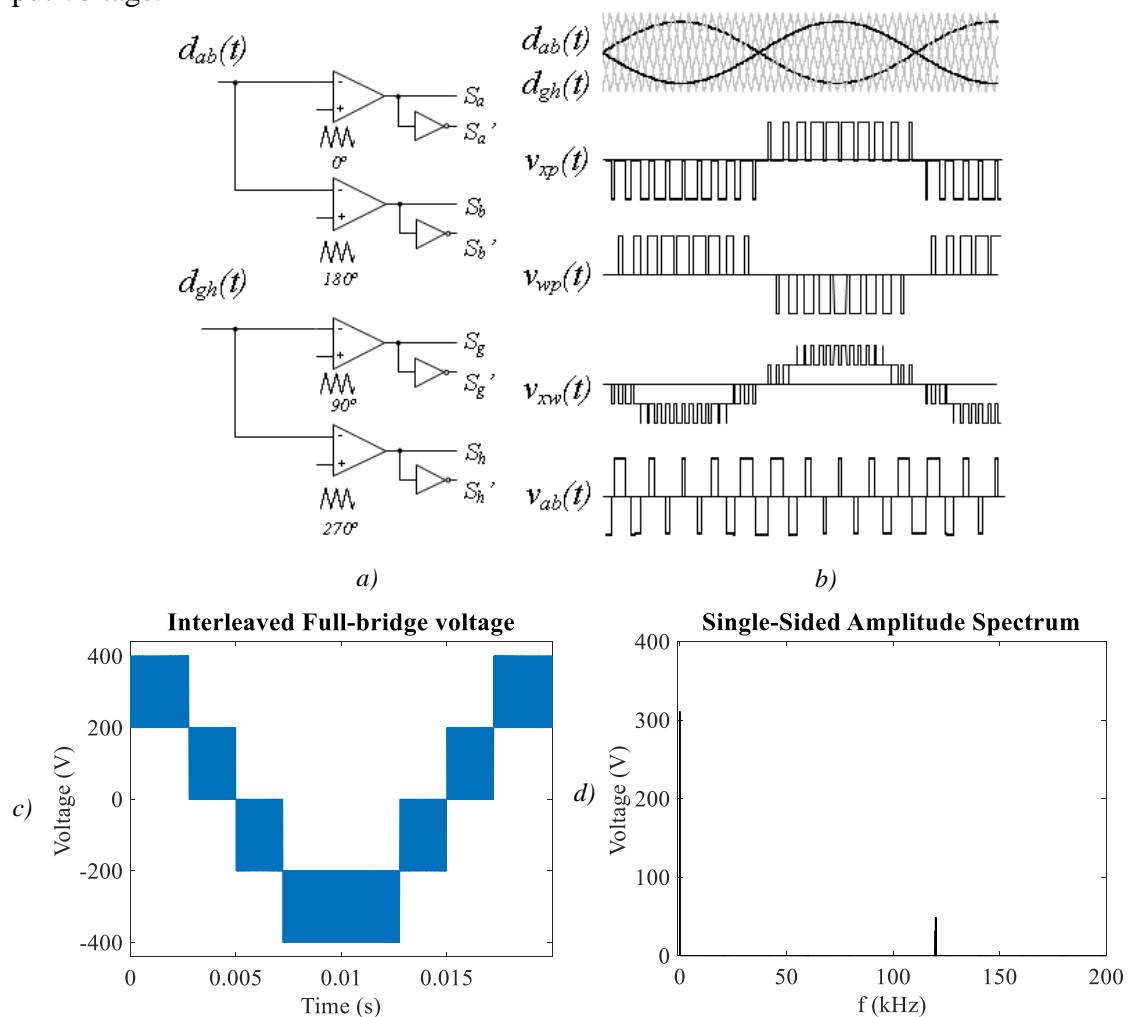 put voltage.
d_ab(t)
S_a
S_a'
0°
S_b
S_b'
180°
d_gh(t)
S_g
S_g'
90°
S_h
S_h'
270°
a)
d_ab(t)
d_gh(t)
v_xp(t)
v_wp(t)
v_xw(t)
v_ab(t)
b)
Interleaved Full-bridge voltage
400
200
0
-200
-400
Voltage (V)
0 0.005 0.01 0.015
Time (s)
c)
Single-Sided Amplitude Spectrum
400
300
200
100
0
Voltage (V)
0 50 100 150 200
f (kHz)
d)